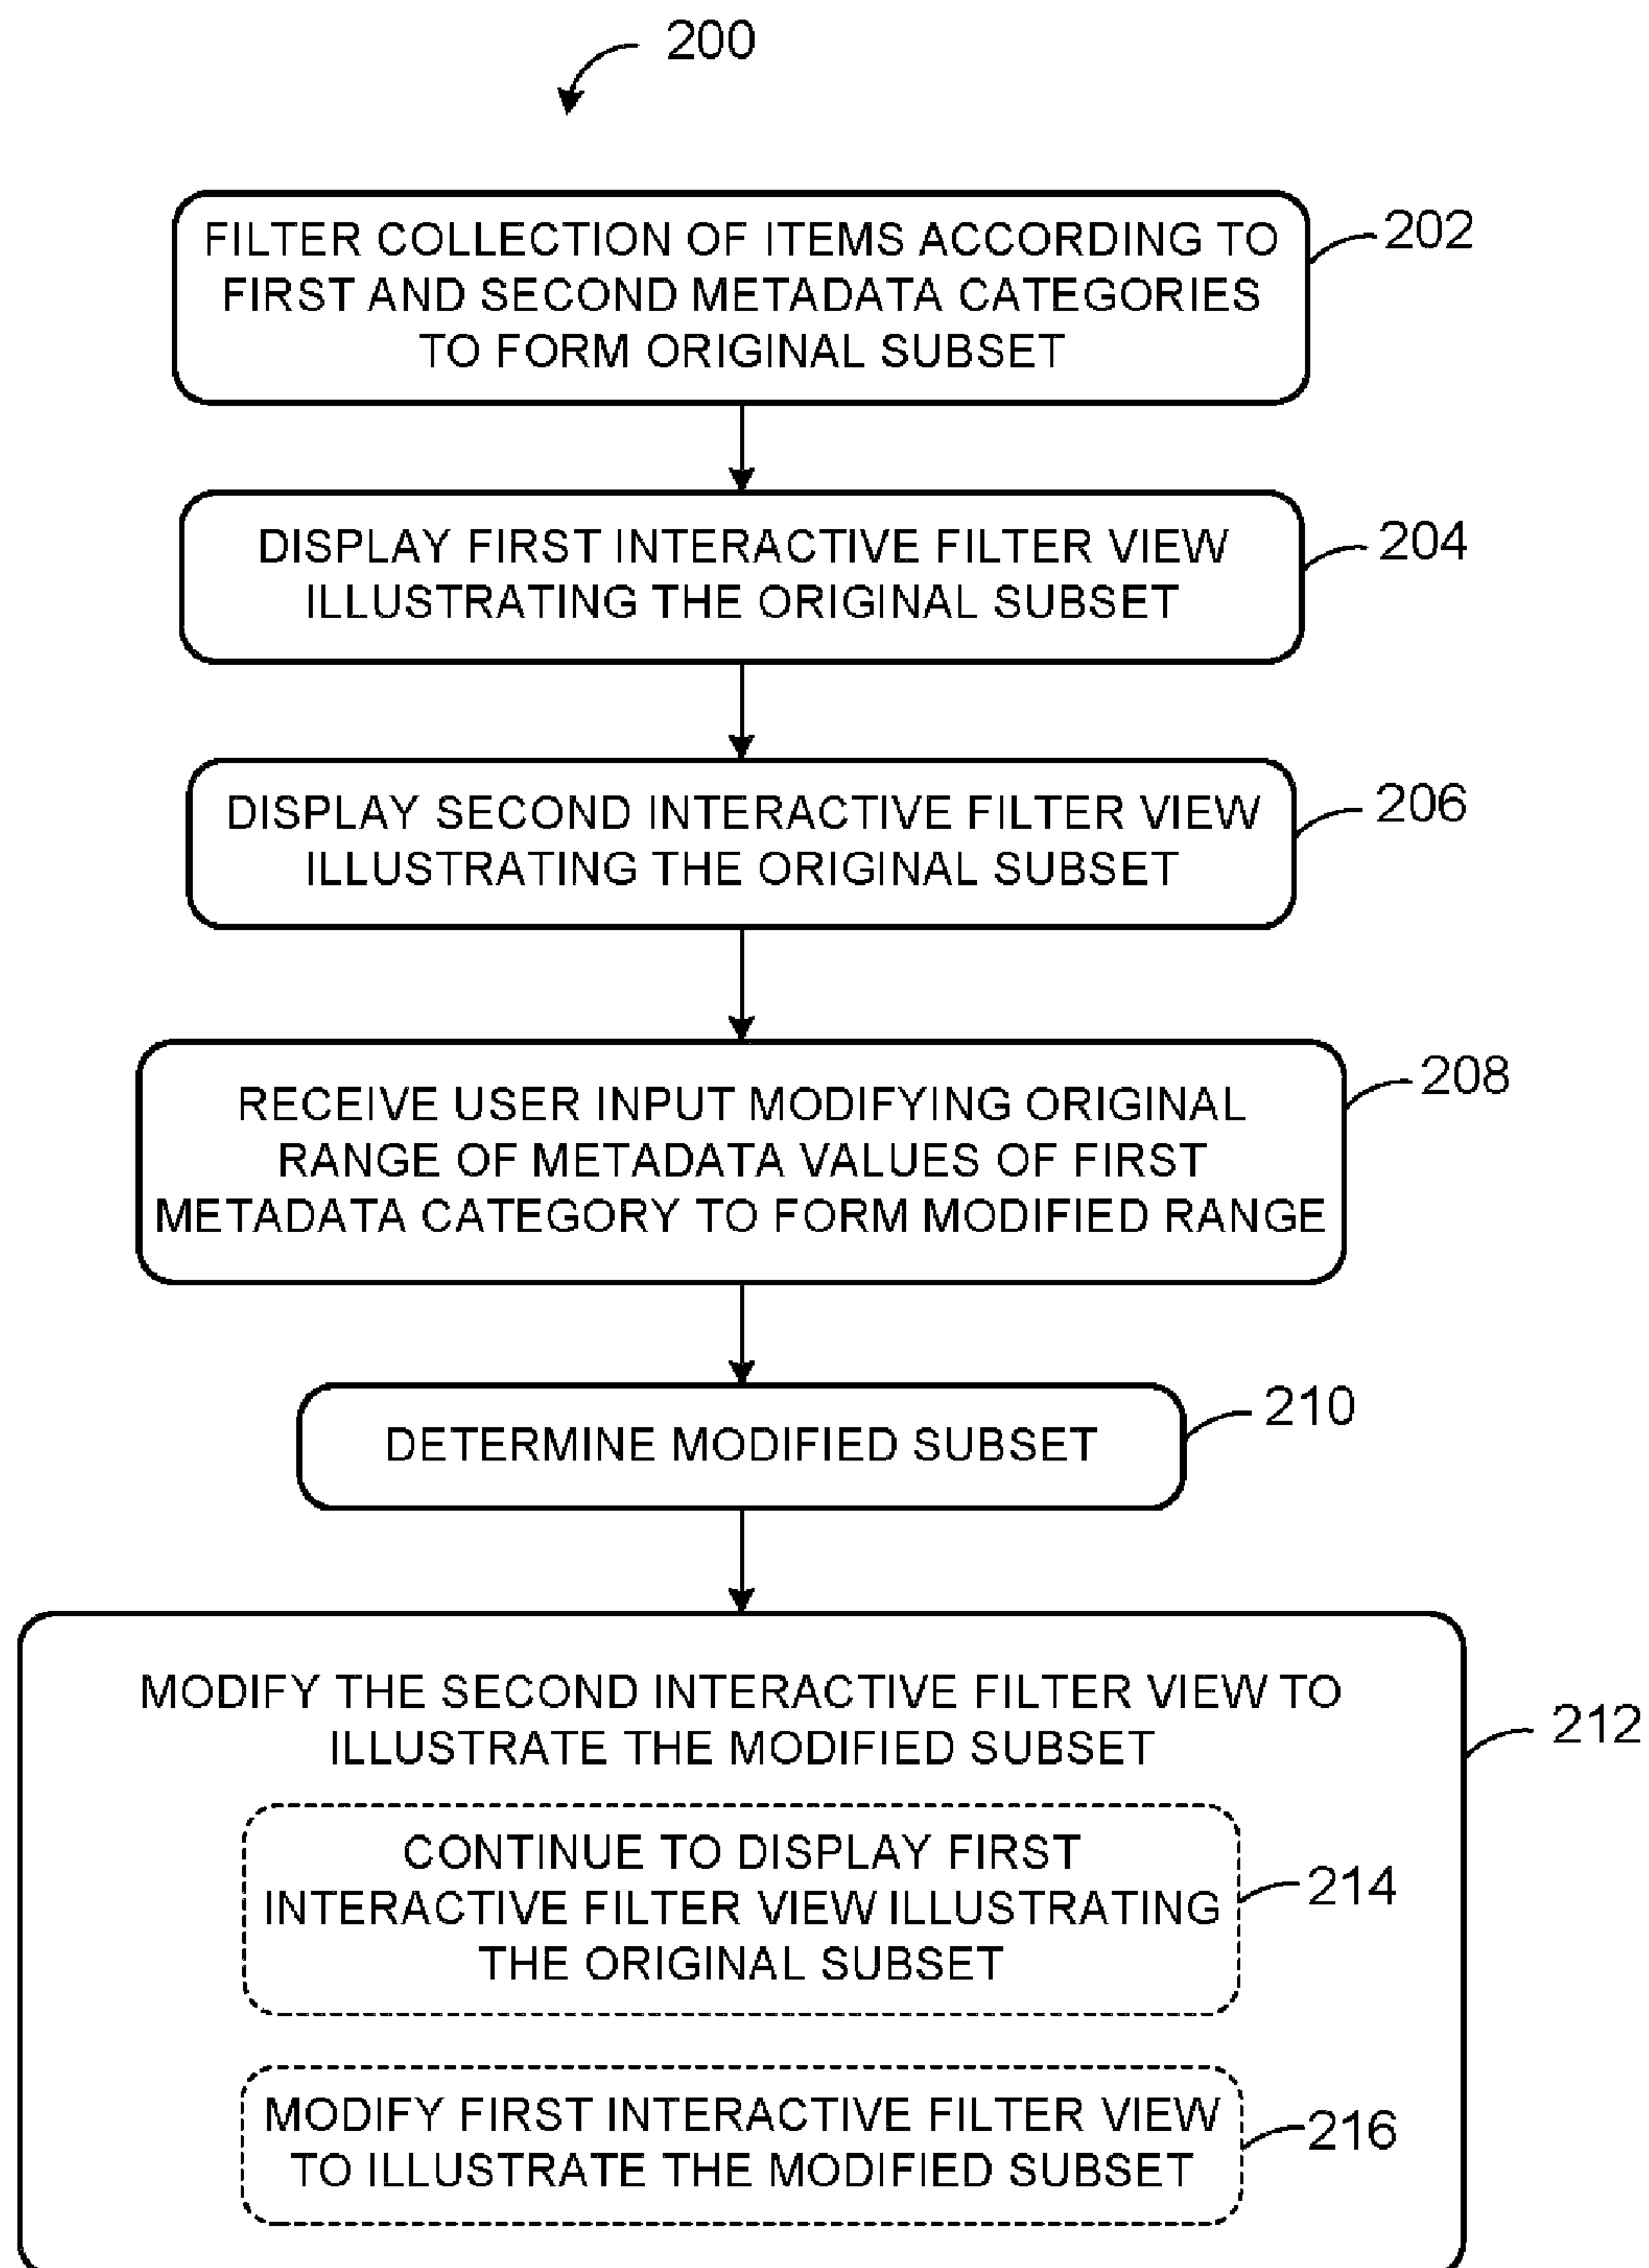 200
FILTER COLLECTION OF ITEMS ACCORDING TO
FIRST AND SECOND METADATA CATEGORIES
TO FORM ORIGINAL SUBSET
202
DISPLAY FIRST INTERACTIVE FILTER VIEW
ILLUSTRATING THE ORIGINAL SUBSET
204
DISPLAY SECOND INTERACTIVE FILTER VIEW
ILLUSTRATING THE ORIGINAL SUBSET
206
RECEIVE USER INPUT MODIFYING ORIGINAL
RANGE OF METADATA VALUES OF FIRST
METADATA CATEGORY TO FORM MODIFIED RANGE
208
DETERMINE MODIFIED SUBSET
210
MODIFY THE SECOND INTERACTIVE FILTER VIEW TO
ILLUSTRATE THE MODIFIED SUBSET
212
CONTINUE TO DISPLAY FIRST
INTERACTIVE FILTER VIEW ILLUSTRATING
THE ORIGINAL SUBSET
214
MODIFY FIRST INTERACTIVE FILTER VIEW
TO ILLUSTRATE THE MODIFIED SUBSET
216